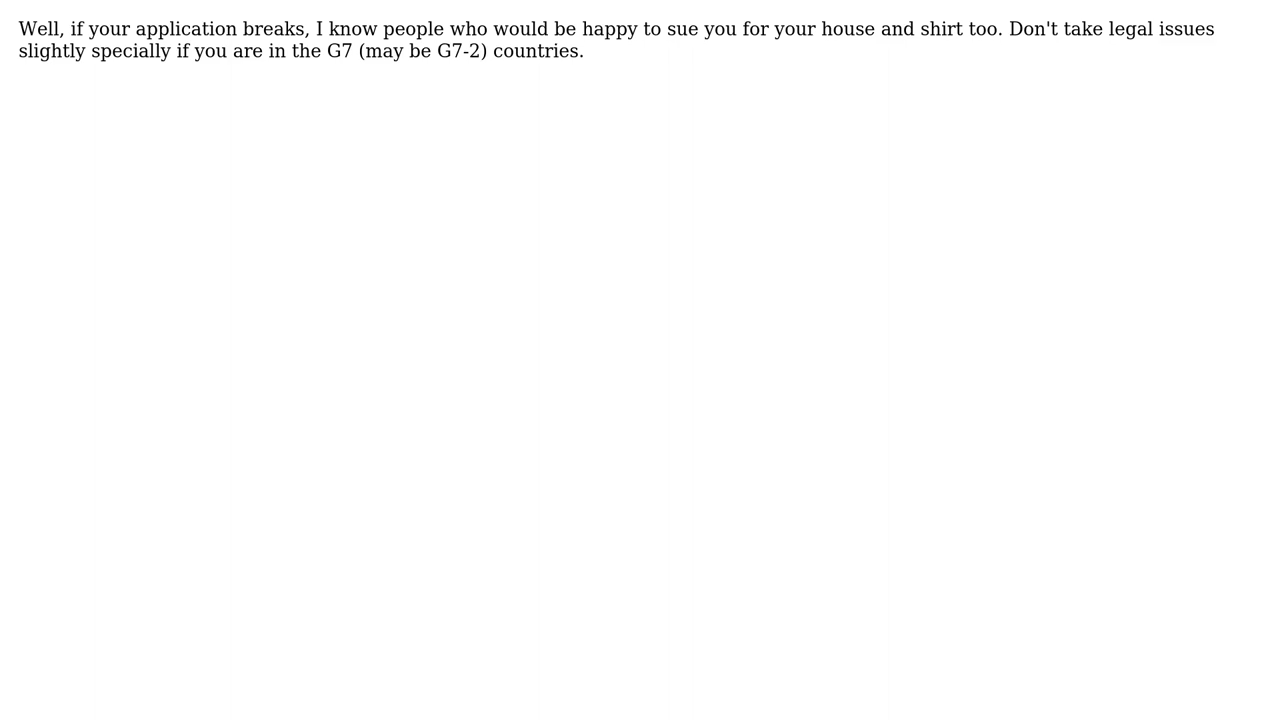 Well, if your application breaks, I know people who would be happy to sue you for your house and shirt too. Don't take legal issues
slightly specially if you are in the G7 (may be G7-2) countries.